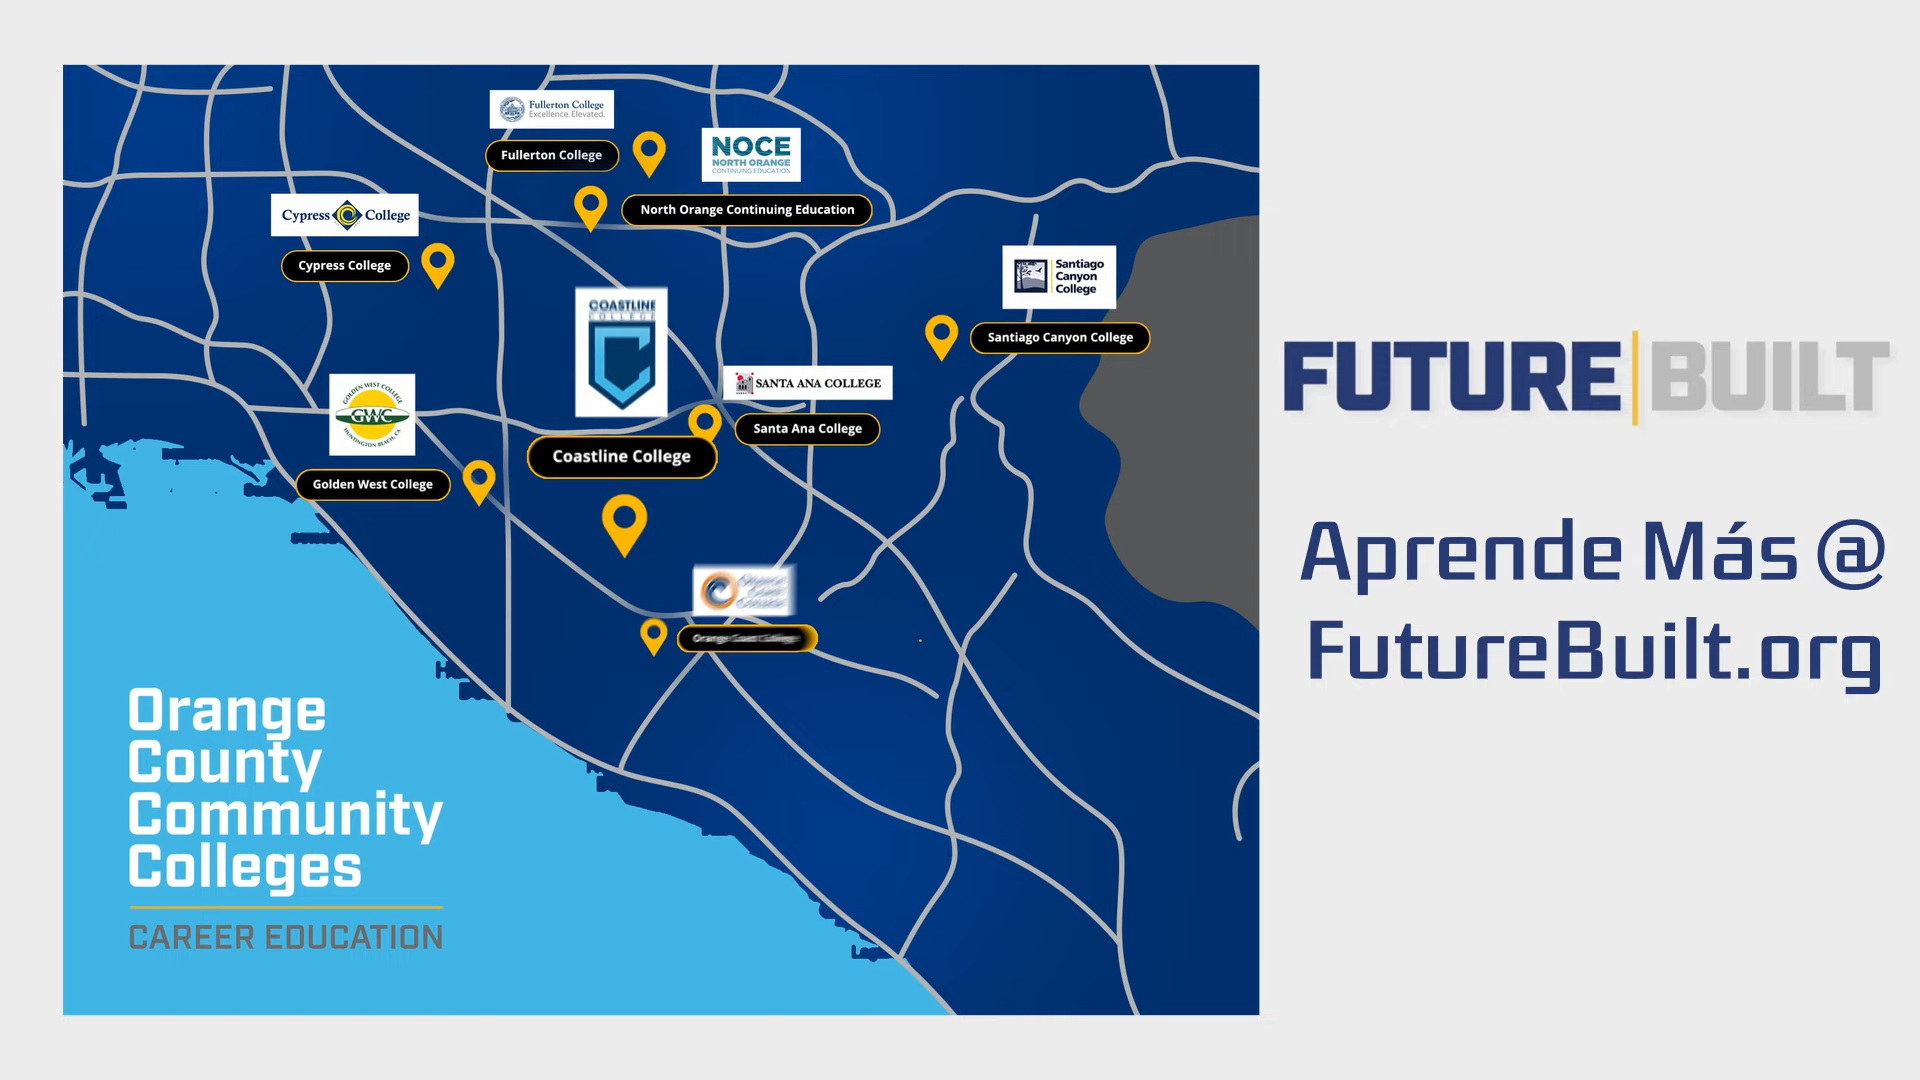 Fullerton College
Excellence. Elevated.
Fullerton College
NOCE
NORTH ORANGE
CONTINUING EDUCATION
North Orange Continuing Education
Cypress College
Cypress College
Santiago
Canyon
College
Santiago Canyon College
COASTLINE
COLLEGE
Coastline College
SANTA ANA COLLEGE
Santa Ana College
GOLDEN WEST COLLEGE
GWC
HUNTINGTON BEACH, CA
Golden West College
Orange Coast College
Orange
County
Community
Colleges
CAREER EDUCATION
FUTURE|BUILT
Aprende Más @
FutureBuilt.org